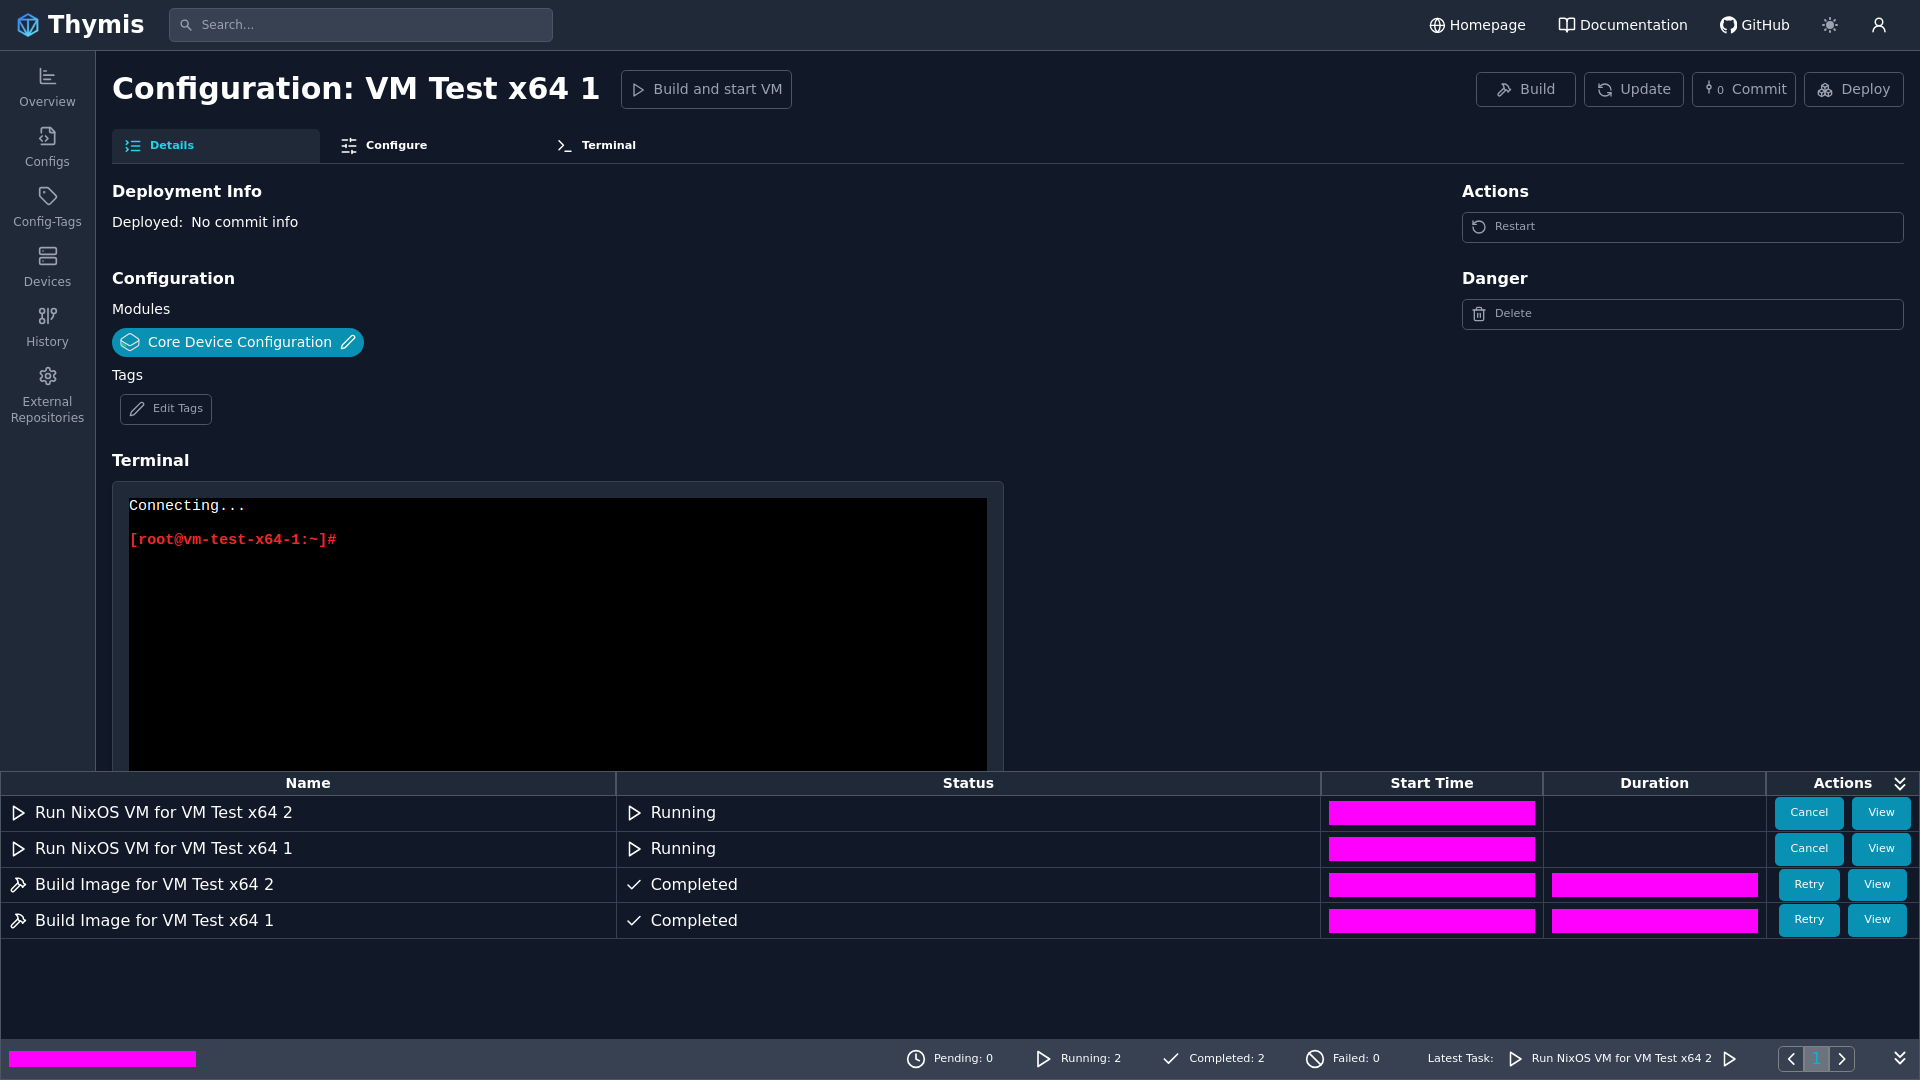 Thymis
Search...
Homepage
Documentation
GitHub
Overview
Configs
Config-Tags
Devices
History
External
Repositories
Configuration: VM Test x64 1
Build and start VM
Build
Update
0 Commit
Deploy
Details
Configure
Terminal
Deployment Info
Deployed: No commit info
Configuration
Modules
Core Device Configuration
Tags
Edit Tags
Actions
Restart
Danger
Delete
Terminal
Connecting...
[root@vm-test-x64-1:~]#
Name Status Start Time Duration Actions
Run NixOS VM for VM Test x64 2 Running Cancel View
Run NixOS VM for VM Test x64 1 Running Cancel View
Build Image for VM Test x64 2 Completed Retry View
Build Image for VM Test x64 1 Completed Retry View
Pending: 0 Running: 2 Completed: 2 Failed: 0 Latest Task: Run NixOS VM for VM Test x64 2 1